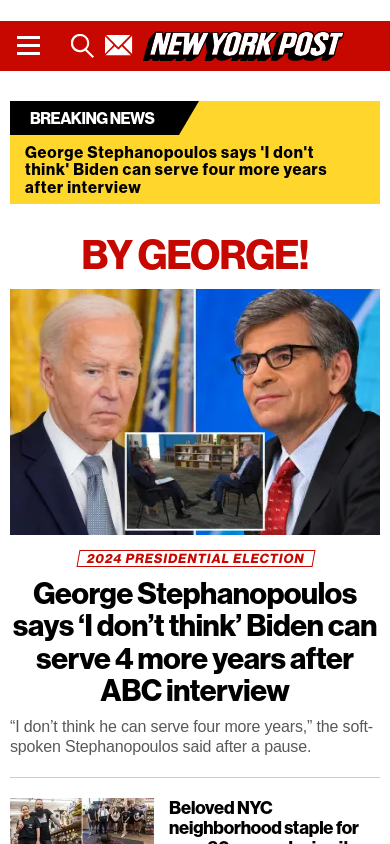 NEW YORK POST
BREAKING NEWS
George Stephanopoulos says 'I don't
think' Biden can serve four more years
after interview
BY GEORGE!
2024 PRESIDENTIAL ELECTION
George Stephanopoulos
says ‘I don’t think’ Biden can
serve 4 more years after
ABC interview
“I don’t think he can serve four more years,” the soft-
spoken Stephanopoulos said after a pause.
Beloved NYC
neighborhood staple for